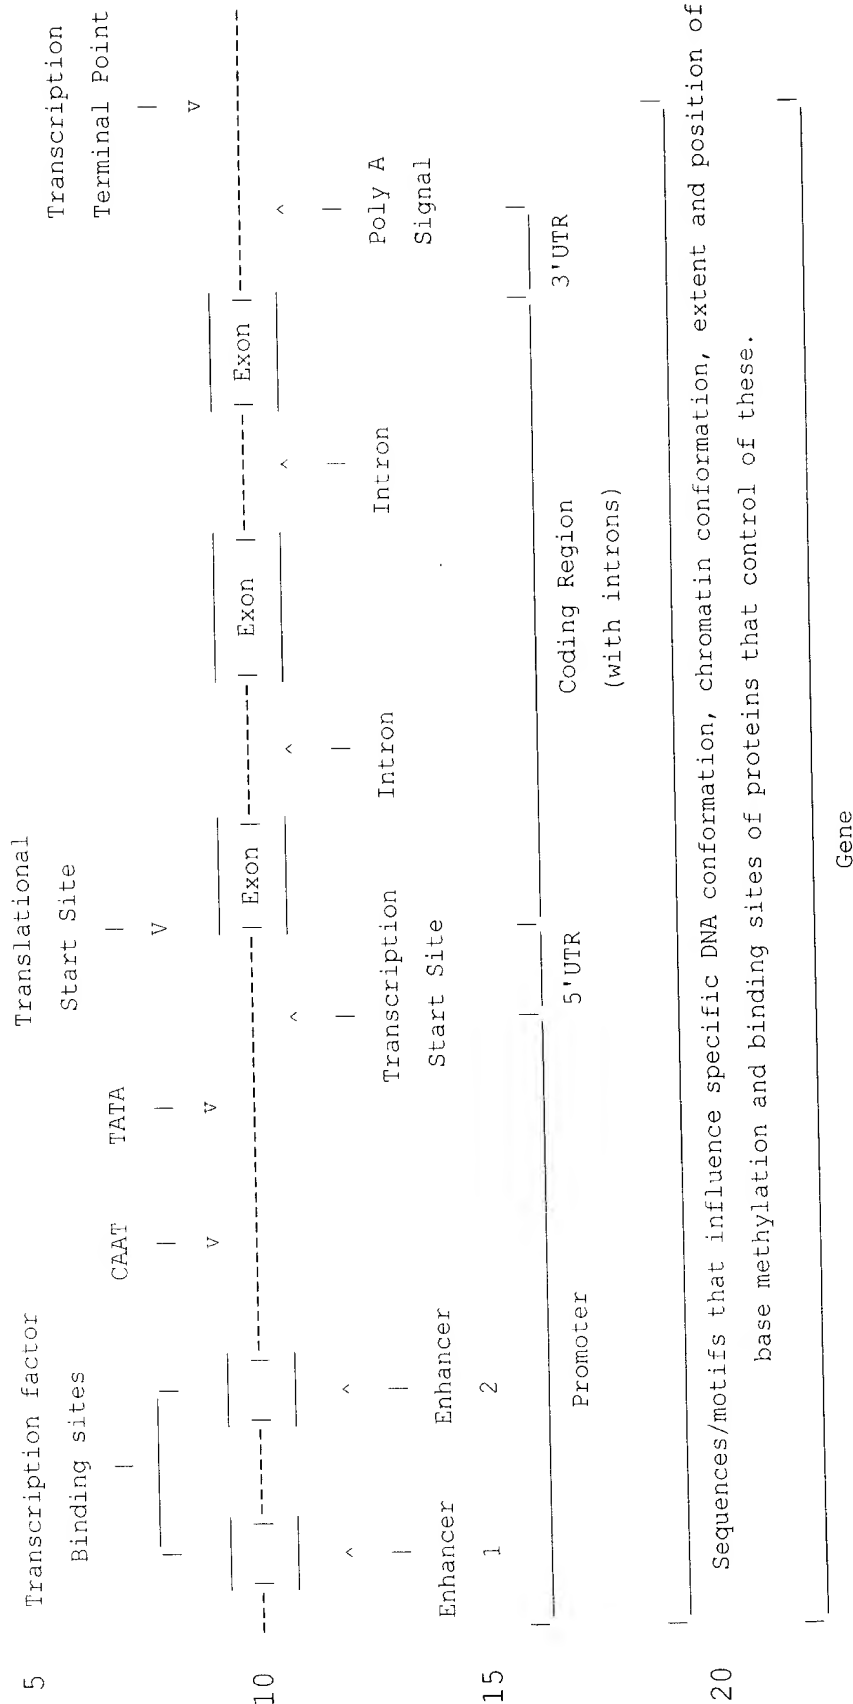 5
Transcription factor
Translational
Transcription
Binding sites
CAAT
TATA
Start Site
Terminal Point
10
Exon
Exon
Exon
Enhancer
Enhancer
Transcription
Intron
Intron
Poly A
15
1
2
Start Site
Signal
Promoter
5'UTR
Coding Region
3'UTR
(with introns)
20
Sequences/motifs that influence specific DNA conformation, chromatin conformation, extent and position of
base methylation and binding sites of proteins that control of these.
Gene